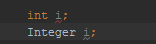 int i;
Integer i;